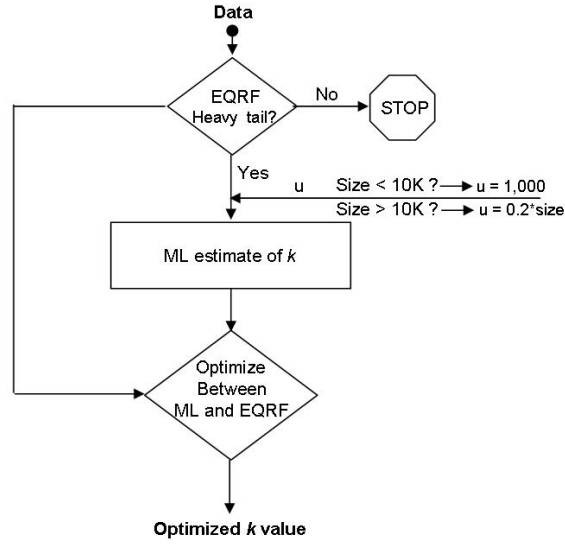 Data
EQRF
Heavy tail?
No
STOP
Yes
u
Size < 10K ? → u = 1,000
Size > 10K ? → u = 0.2*size
ML estimate of k
Optimize
Between
ML and EQRF
Optimized k value